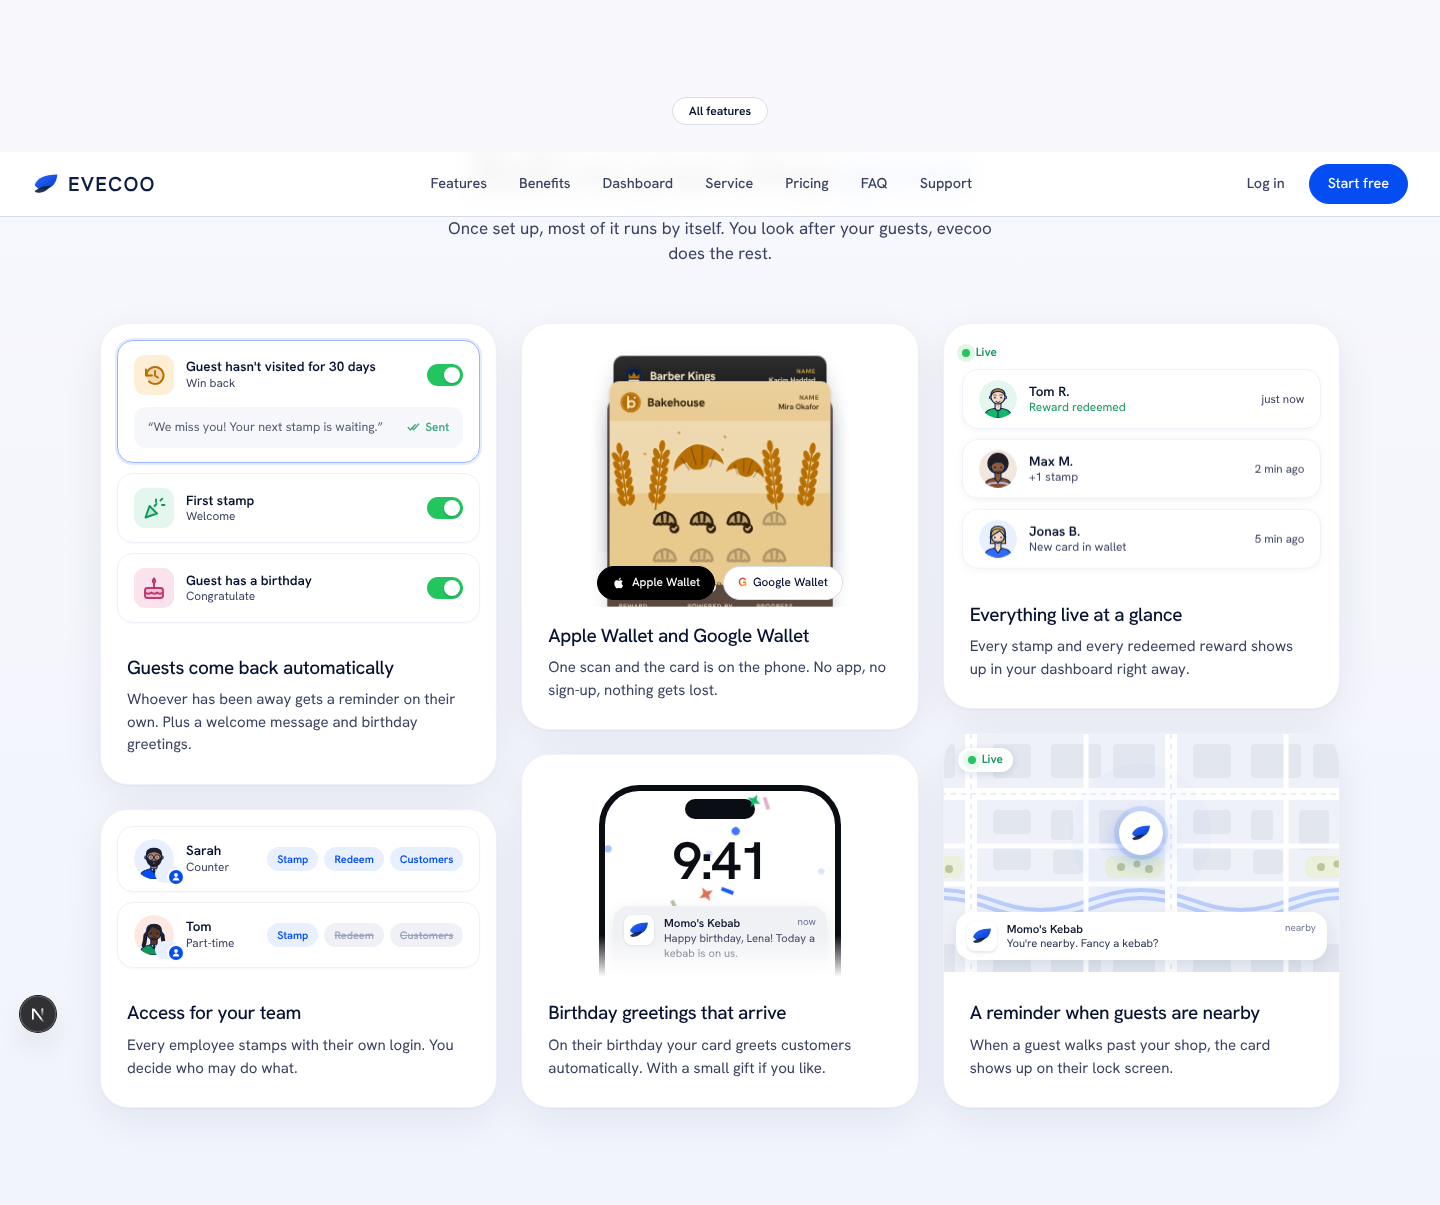 All features
EVECOO
Features
Benefits
Dashboard
Service
Pricing
FAQ
Support
Log in
Start free
Once set up, most of it runs by itself. You look after your guests, evecoo
does the rest.
Guest hasn't visited for 30 days
Win back
“We miss you! Your next stamp is waiting.”
Sent
First stamp
Welcome
Guest has a birthday
Congratulate
Guests come back automatically
Whoever has been away gets a reminder on their
own. Plus a welcome message and birthday
greetings.
Sarah
Counter
Stamp
Redeem
Customers
Tom
Part-time
Stamp
Redeem
Customers
Access for your team
Every employee stamps with their own login. You
decide who may do what.
Barber Kings
NAME
Karim Haddad
Bakehouse
NAME
Mira Okafor
Apple Wallet
G Google Wallet
REWARD
POWERED BY
PROGRESS
Apple Wallet and Google Wallet
One scan and the card is on the phone. No app, no
sign-up, nothing gets lost.
9:41
Momo's Kebab
now
Happy birthday, Lena! Today a
kebab is on us.
Birthday greetings that arrive
On their birthday your card greets customers
automatically. With a small gift if you like.
Live
Tom R.
Reward redeemed
just now
Max M.
+1 stamp
2 min ago
Jonas B.
New card in wallet
5 min ago
Everything live at a glance
Every stamp and every redeemed reward shows
up in your dashboard right away.
Live
Momo's Kebab
nearby
You're nearby. Fancy a kebab?
A reminder when guests are nearby
When a guest walks past your shop, the card
shows up on their lock screen.
N